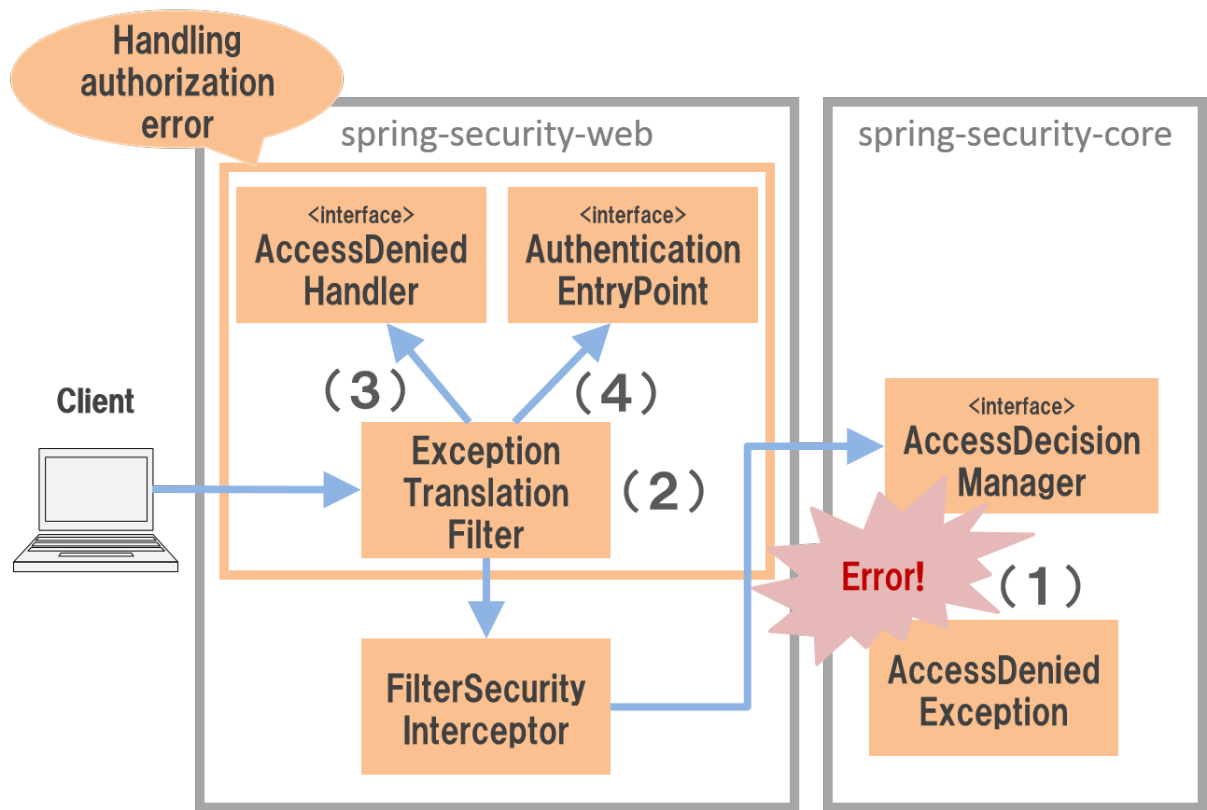 Handling
authorization
error
spring-security-web
spring-security-core
<interface>
AccessDenied
Handler
<interface>
Authentication
EntryPoint
（3）
（4）
Client
Exception
Translation
Filter
（2）
<interface>
AccessDecision
Manager
Error!
（1）
FilterSecurity
Interceptor
AccessDenied
Exception